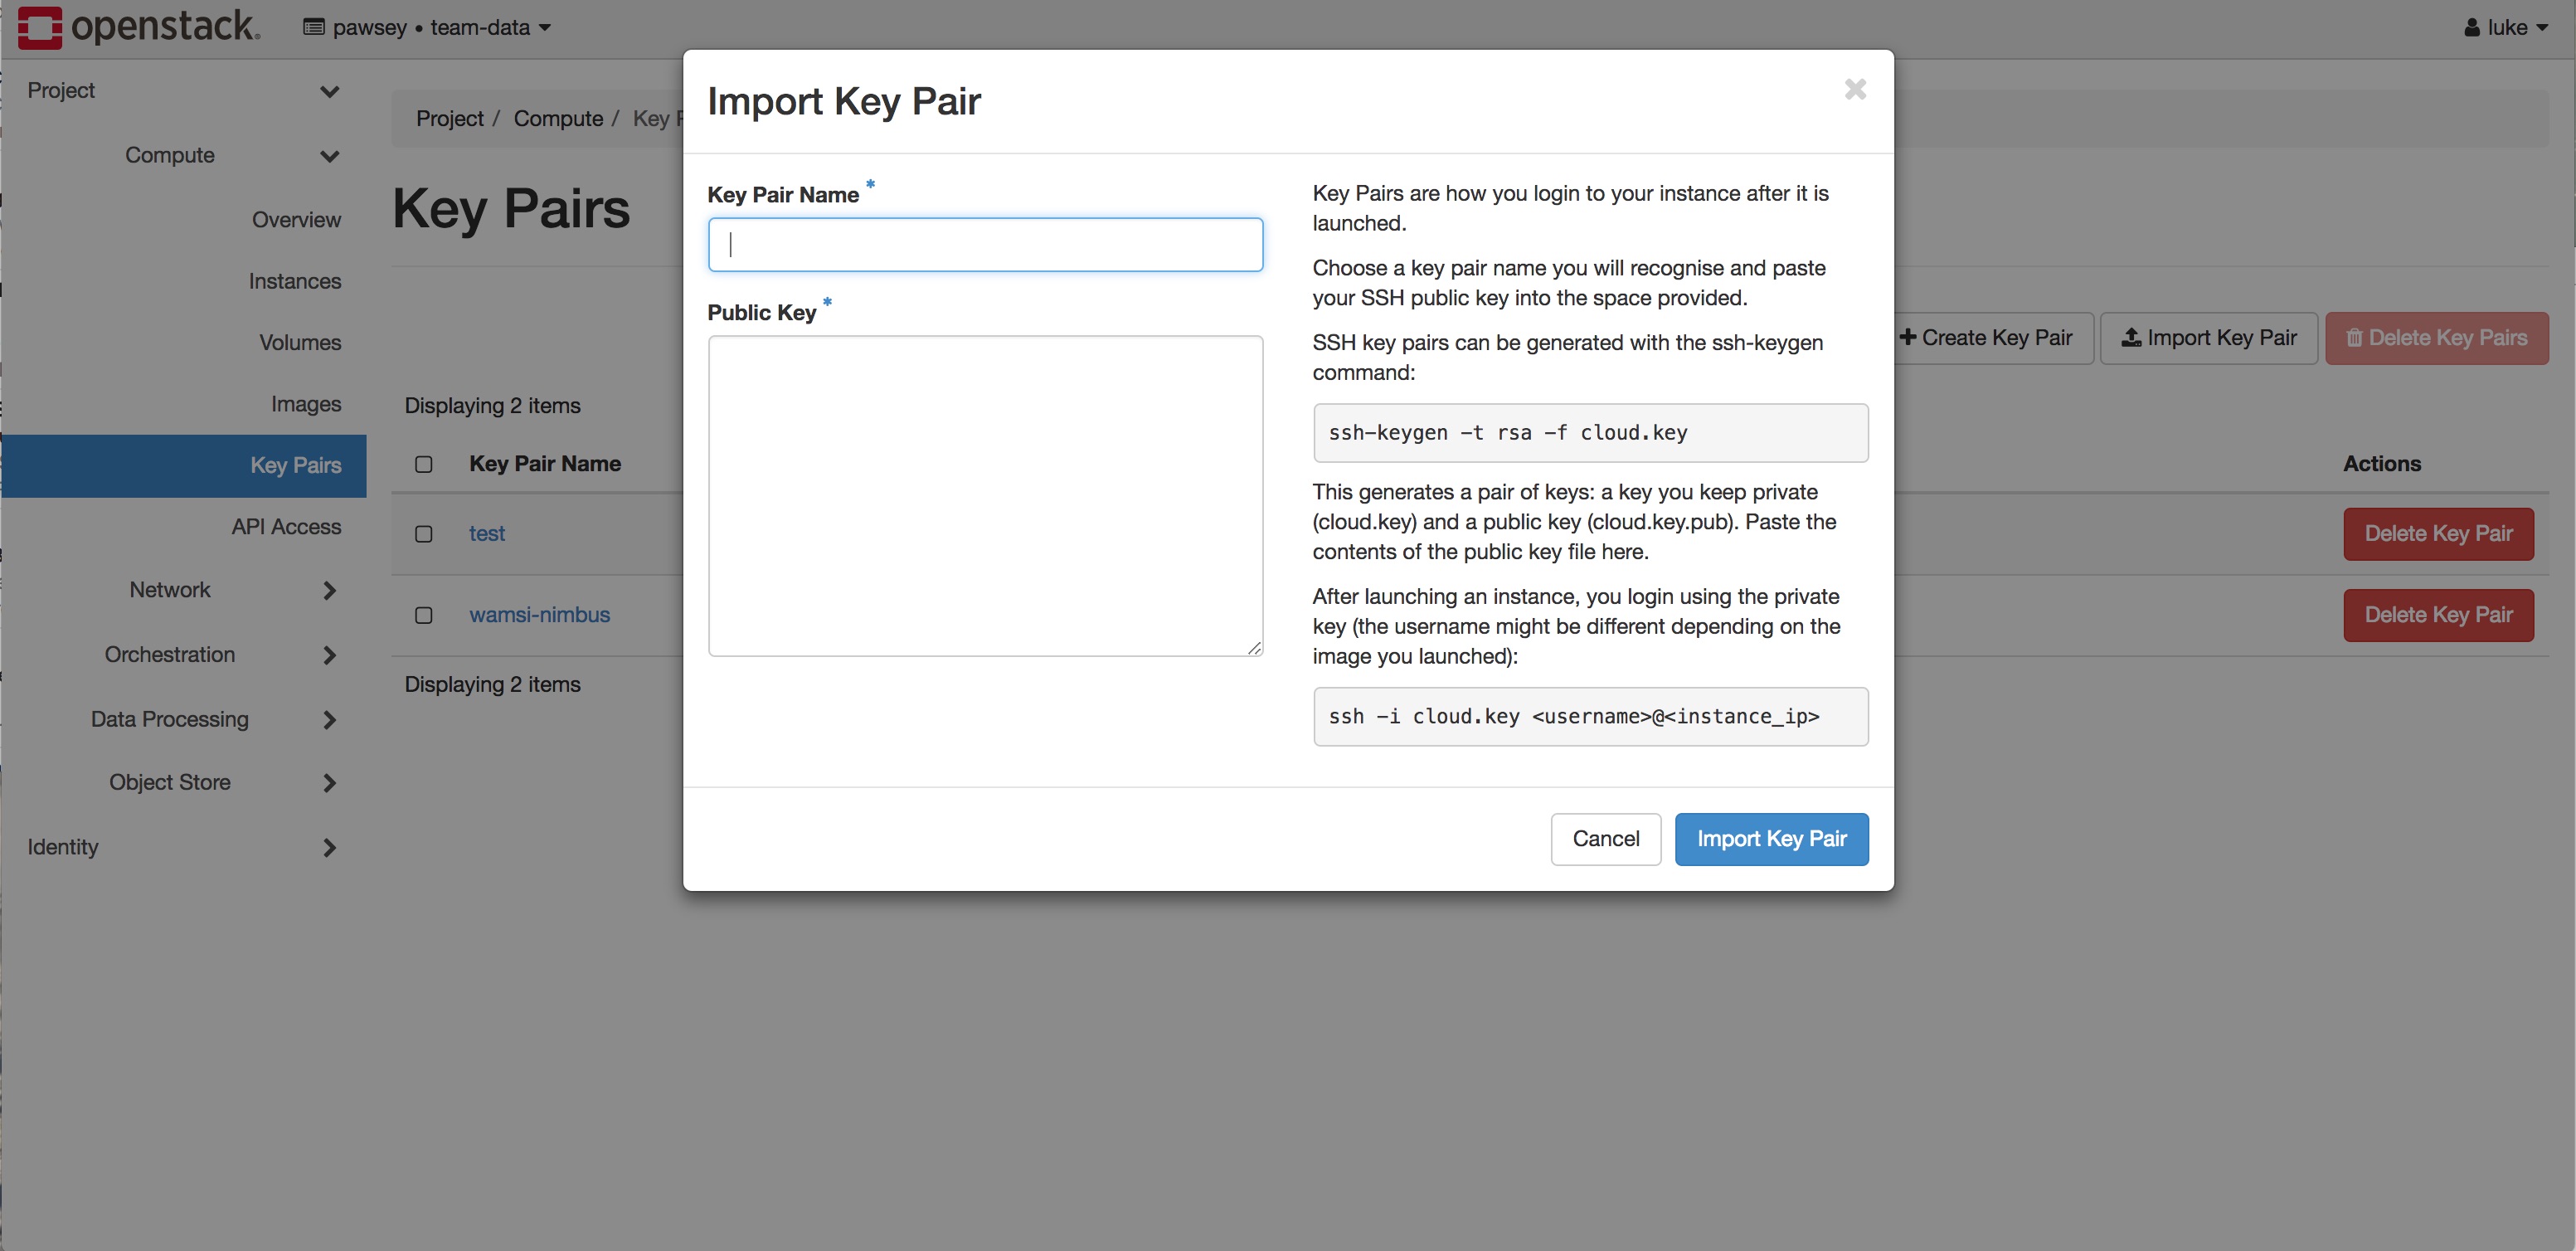 openstack.
pawsey • team-data
luke
Project
Compute
Overview
Instances
Volumes
Images
Key Pairs
API Access
Network
Orchestration
Data Processing
Object Store
Identity
Project / Compute / Key
Key Pairs
Create Key Pair
Import Key Pair
Delete Key Pairs
Displaying 2 items
Key Pair Name
Actions
test
Delete Key Pair
wamsi-nimbus
Delete Key Pair
Displaying 2 items
Import Key Pair
Key Pair Name *
Public Key *
Key Pairs are how you login to your instance after it is
launched.
Choose a key pair name you will recognise and paste
your SSH public key into the space provided.
SSH key pairs can be generated with the ssh-keygen
command:
ssh-keygen -t rsa -f cloud.key
This generates a pair of keys: a key you keep private
(cloud.key) and a public key (cloud.key.pub). Paste the
contents of the public key file here.
After launching an instance, you login using the private
key (the username might be different depending on the
image you launched):
ssh -i cloud.key <username>@<instance_ip>
Cancel
Import Key Pair